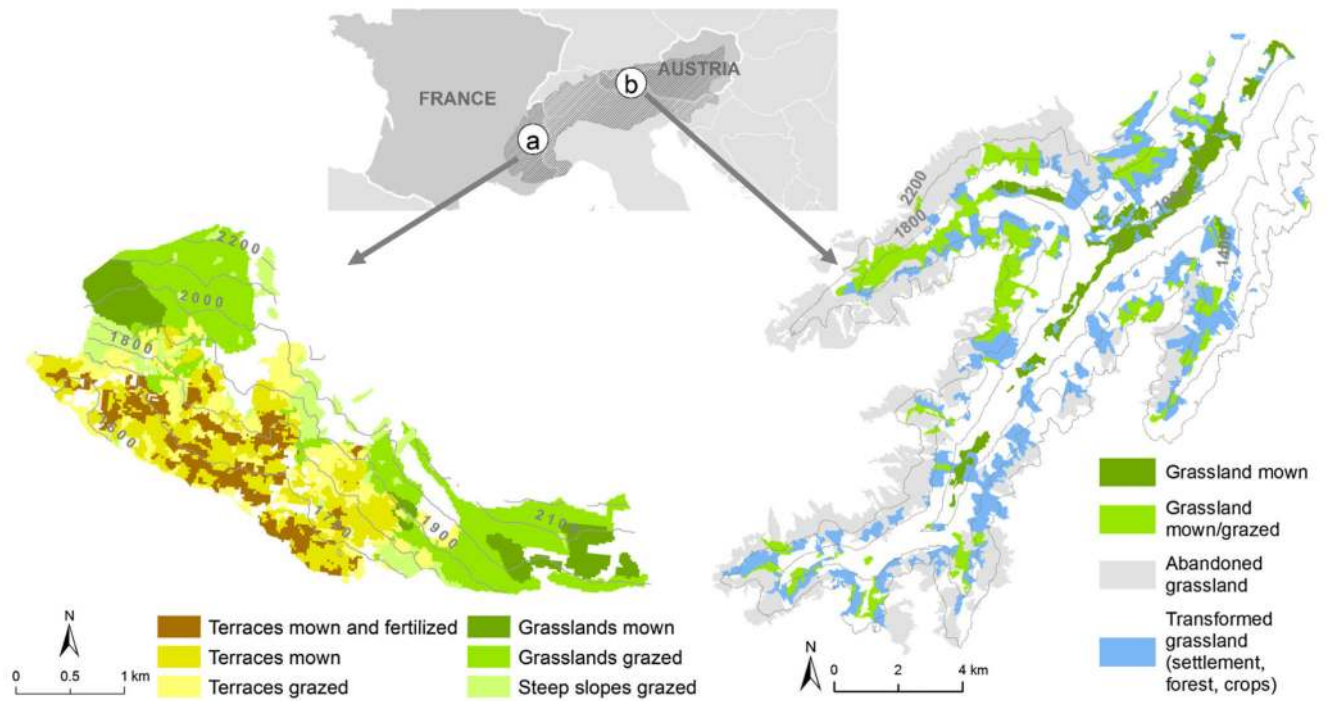 FRANCE
AUSTRIA
a
b
2200
2000
1800
1900
2200
1800
1400
Terraces mown and fertilized
Terraces mown
Terraces grazed
Grasslands mown
Grasslands grazed
Steep slopes grazed
N
0 0.5 1 km
N
0 2 4 km
Grassland mown
Grassland
mown/grazed
Abandoned
grassland
Transformed
grassland
(settlement,
forest, crops)